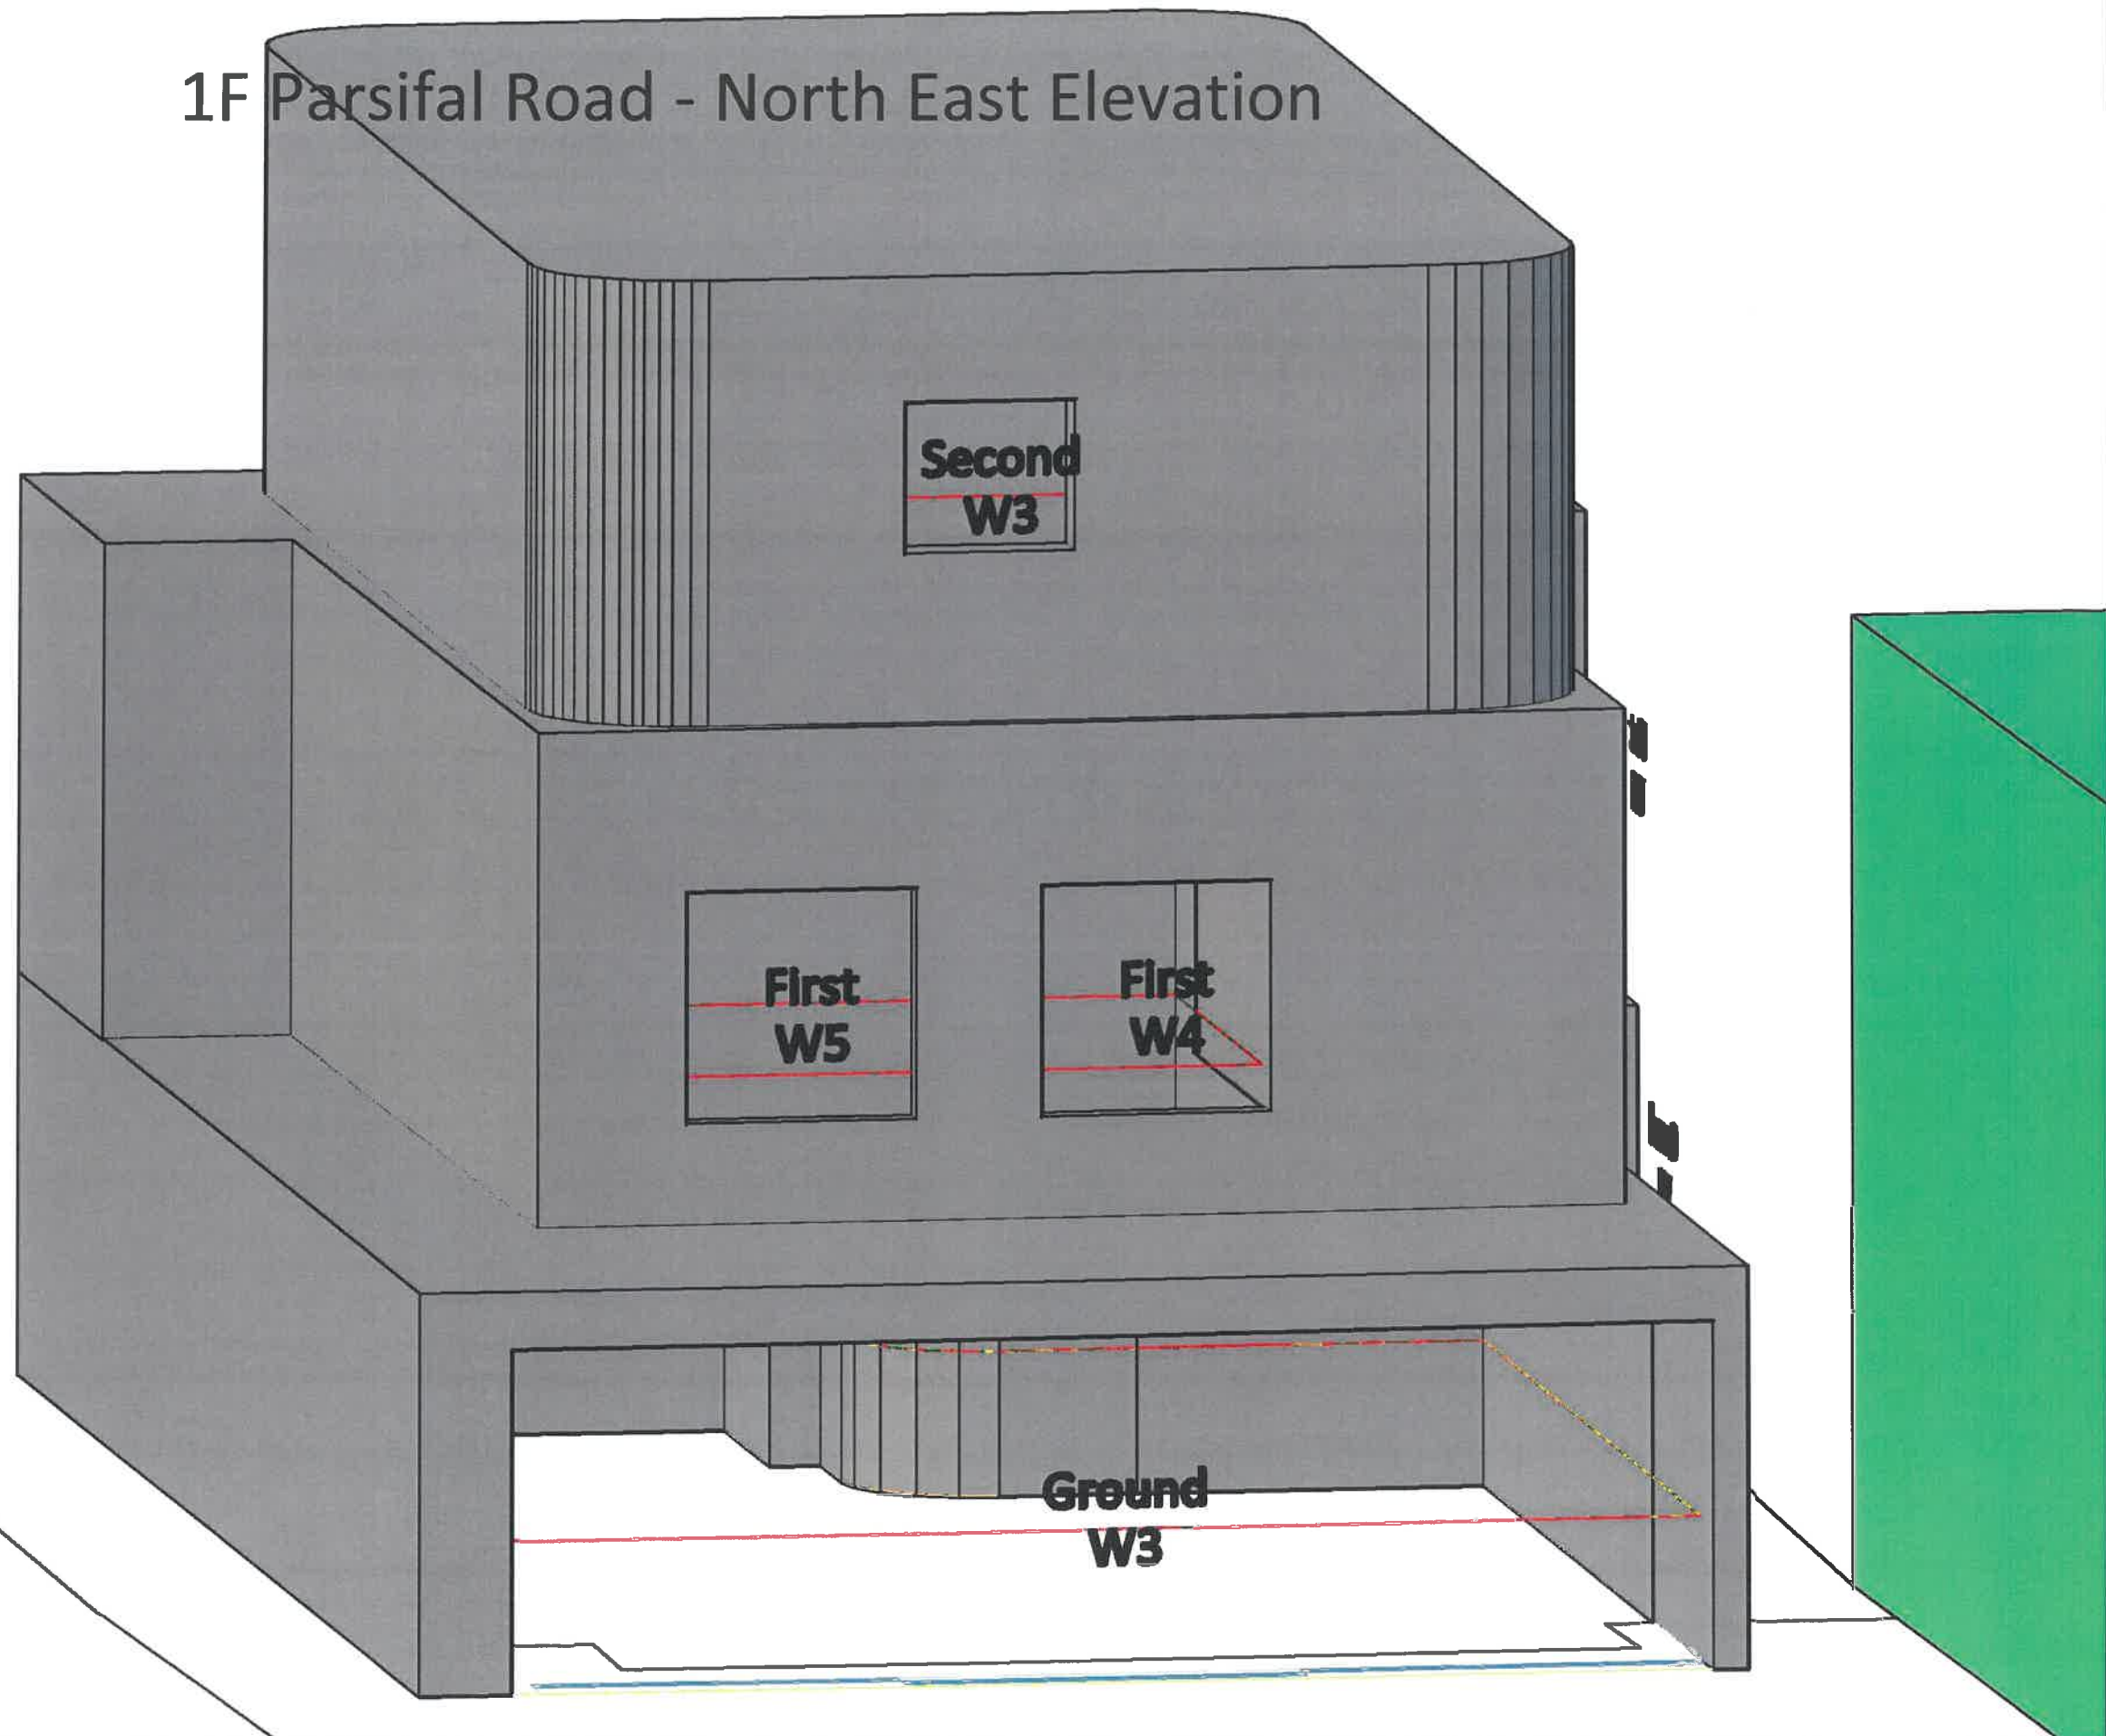 1F Parsifal Road - North East Elevation
Second
W3
First
W5
First
W4
Ground
W3